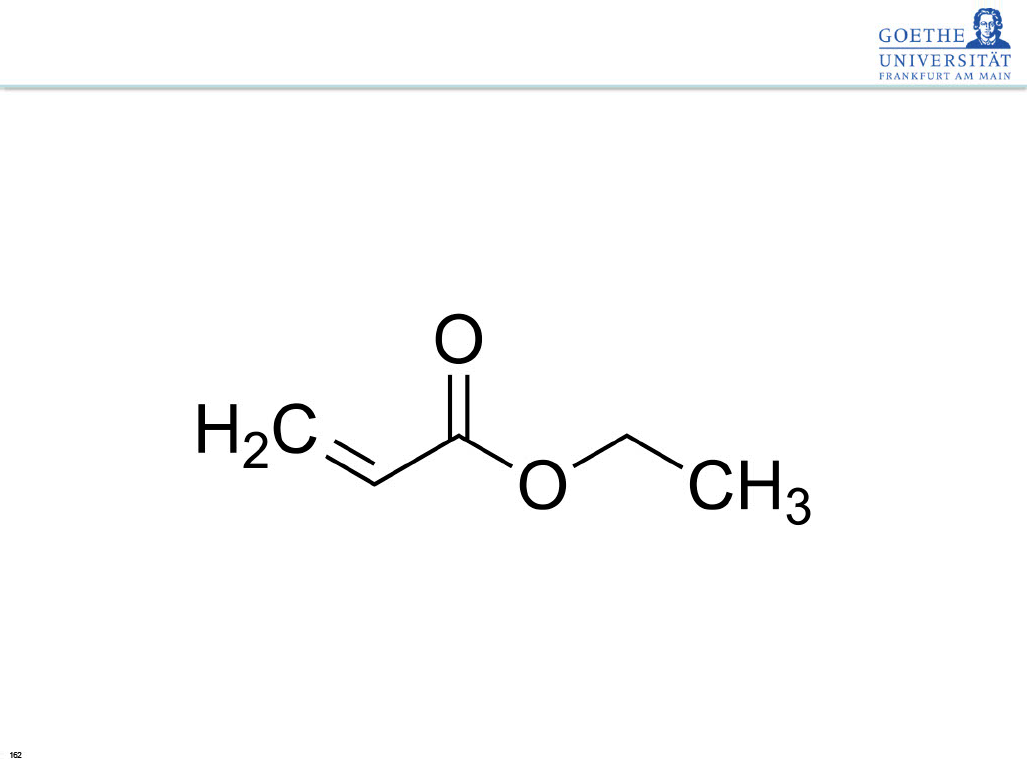 GOETHE
UNIVERSITÄT
FRANKFURT AM MAIN
O
H₂C
O
CH₃
162